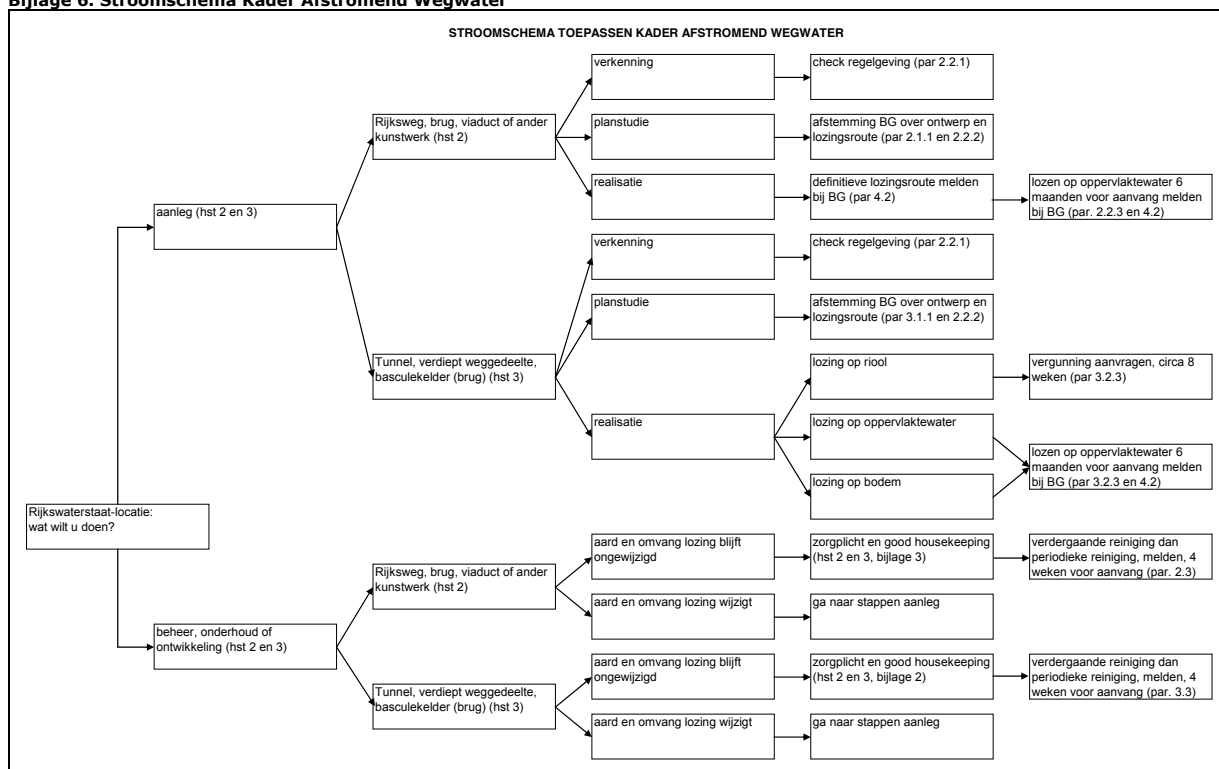 Bijlage 6. Stroomschema Kader Afstromend Wegwater
STROOMSCHEMA TOEPASSEN KADER AFSTROMEND WEGWATER
verkenning
check regelgeving (par 2.2.1)
Rijksweg, brug, viaduct of ander
kunstwerk (hst 2)
planstudie
afstemming BG over ontwerp en
lozingsroute (par 2.1.1 en 2.2.2)
realisatie
definitieve lozingsroute melden
bij BG (par 4.2)
lozen op oppervlaktewater 6
maanden voor aanvang melden
bij BG (par. 2.2.3 en 4.2)
aanleg (hst 2 en 3)
verkenning
check regelgeving (par 2.2.1)
planstudie
afstemming BG over ontwerp en
lozingsroute (par 3.1.1 en 2.2.2)
Tunnel, verdiept weggedeelte,
basculekelder (brug) (hst 3)
lozing op riool
vergunning aanvragen, circa 8
weken (par 3.2.3)
realisatie
lozing op oppervlaktewater
lozen op oppervlaktewater 6
maanden voor aanvang melden
bij BG (par 3.2.3 en 4.2)
lozing op bodem
Rijkswaterstaat-locatie:
wat wilt u doen?
aard en omvang lozing blijft
ongewijzigd
zorgplicht en good housekeeping
(hst 2 en 3, bijlage 3)
verdergaande reiniging dan
periodieke reiniging, melden, 4
weken voor aanvang (par. 2.3)
Rijksweg, brug, viaduct of ander
kunstwerk (hst 2)
aard en omvang lozing wijzigt
ga naar stappen aanleg
beheer, onderhoud of
ontwikkeling (hst 2 en 3)
aard en omvang lozing blijft
ongewijzigd
zorgplicht en good housekeeping
(hst 2 en 3, bijlage 2)
verdergaande reiniging dan
periodieke reiniging, melden, 4
weken voor aanvang (par. 3.3)
Tunnel, verdiept weggedeelte,
basculekelder (brug) (hst 3)
aard en omvang lozing wijzigt
ga naar stappen aanleg